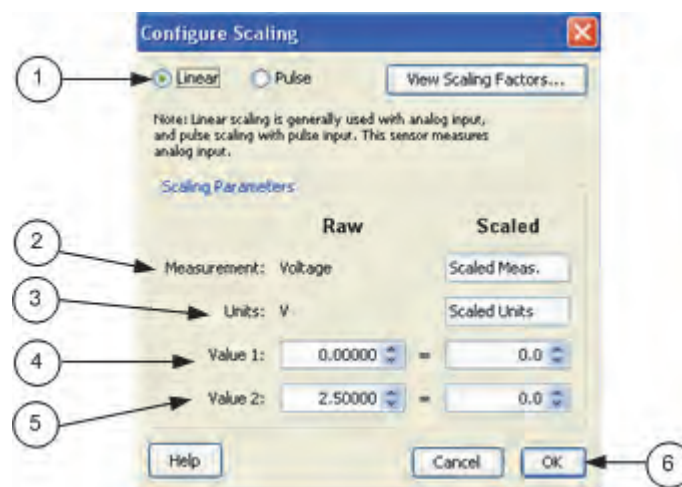 Configure Scaling
1
Linear Pulse View Scaling Factors...
Note: Linear scaling is generally used with analog input,
and pulse scaling with pulse input. This sensor measures
analog input.
Scaling Parameters
Raw Scaled
2
Measurement: Voltage Scaled Meas.
3
Units: V Scaled Units
4
Value 1: 0.00000 = 0.0
5
Value 2: 2.50000 = 0.0
Help Cancel OK
6